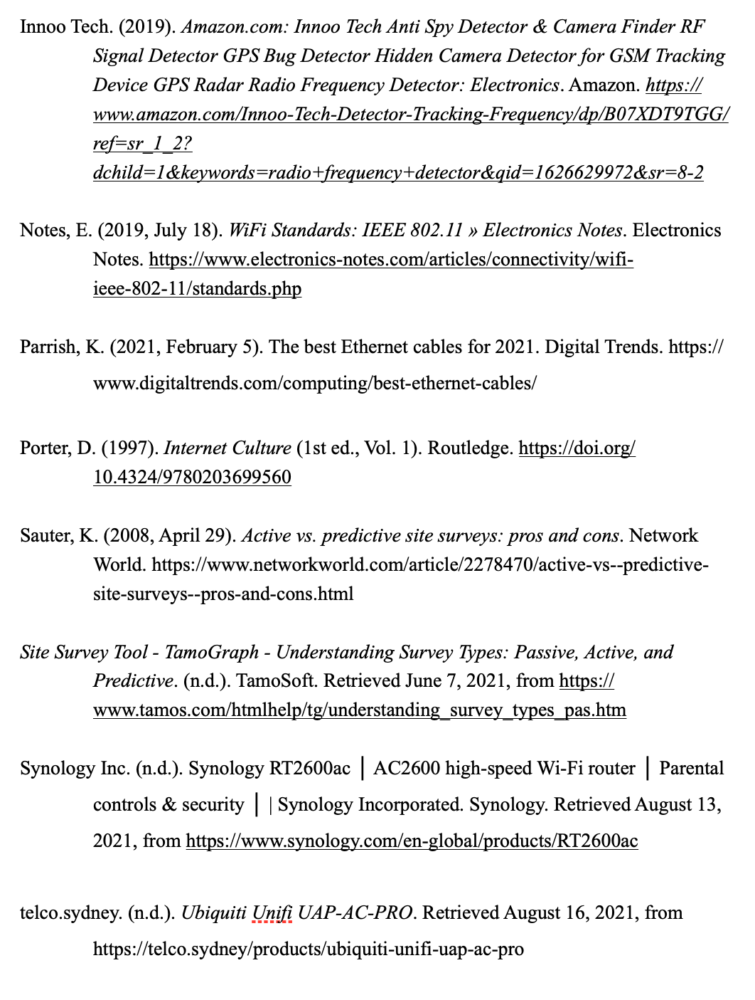 Innoo Tech. (2019). Amazon.com: Innoo Tech Anti Spy Detector & Camera Finder RF
Signal Detector GPS Bug Detector Hidden Camera Detector for GSM Tracking
Device GPS Radar Radio Frequency Detector: Electronics. Amazon. https://
www.amazon.com/Innoo-Tech-Detector-Tracking-Frequency/dp/B07XDT9TGG/
ref=sr_1_2?
dchild=1&keywords=radio+frequency+detector&qid=1626629972&sr=8-2
Notes, E. (2019, July 18). WiFi Standards: IEEE 802.11 » Electronics Notes. Electronics
Notes. https://www.electronics-notes.com/articles/connectivity/wifi-
ieee-802-11/standards.php
Parrish, K. (2021, February 5). The best Ethernet cables for 2021. Digital Trends. https://
www.digitaltrends.com/computing/best-ethernet-cables/
Porter, D. (1997). Internet Culture (1st ed., Vol. 1). Routledge. https://doi.org/
10.4324/9780203699560
Sauter, K. (2008, April 29). Active vs. predictive site surveys: pros and cons. Network
World. https://www.networkworld.com/article/2278470/active-vs--predictive-
site-surveys--pros-and-cons.html
Site Survey Tool - TamoGraph - Understanding Survey Types: Passive, Active, and
Predictive. (n.d.). TamoSoft. Retrieved June 7, 2021, from https://
www.tamos.com/htmlhelp/tg/understanding_survey_types_pas.htm
Synology Inc. (n.d.). Synology RT2600ac │ AC2600 high-speed Wi-Fi router │ Parental
controls & security │ | Synology Incorporated. Synology. Retrieved August 13,
2021, from https://www.synology.com/en-global/products/RT2600ac
telco.sydney. (n.d.). Ubiquiti Unifi UAP-AC-PRO. Retrieved August 16, 2021, from
https://telco.sydney/products/ubiquiti-unifi-uap-ac-pro